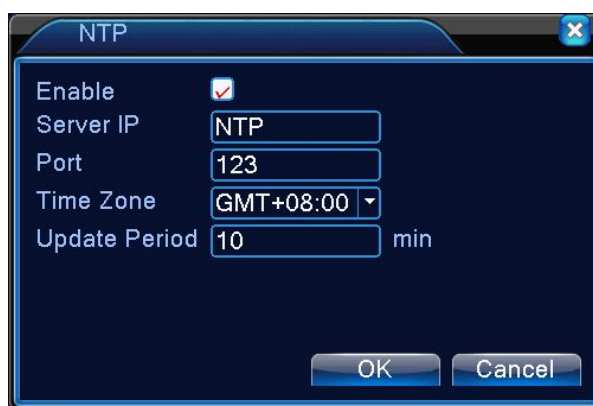 NTP
Enable
Server IP NTP
Port 123
Time Zone GMT+08:00
Update Period 10 min
OK Cancel